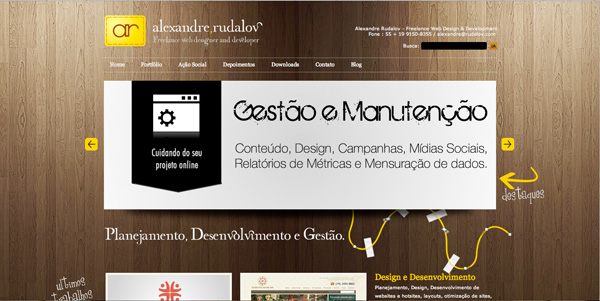 ar
alexandre,rudalov
Freelance web designer and developer
Alexandre Rudalov - Freelance Web Design & Development
Fone : 55 + 19 9150-8355 / alexandre@rudalov.com
Busca:
ok
Home Portfólio Ação Social Depoimentos Downloads Contato Blog
Gestão e Manutenção
Cuidando do seu
projeto online
Conteúdo, Design, Campanhas, Mídias Sociais,
Relatórios de Métricas e Mensuração de dados.
destaques
Planejamento, Desenvolvimento e Gestão.
ultimos
trabalhos
Design e Desenvolvimento
Planejamento, Design, Desenvolvimento de
websites e hotsites, layouts, otimização de sites,